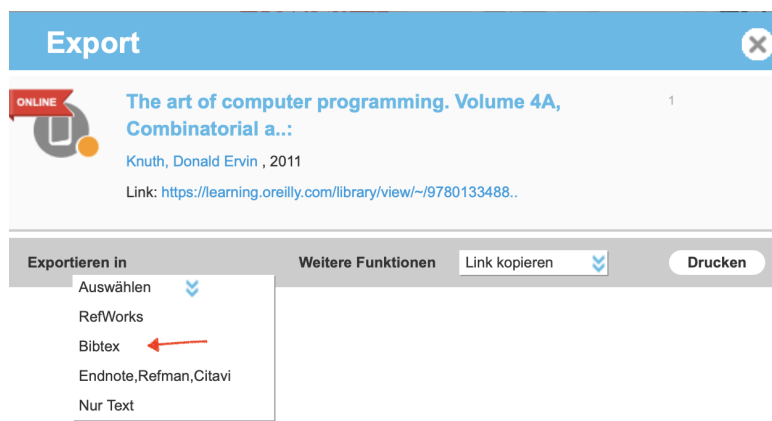 Export
ONLINE
The art of computer programming. Volume 4A,
Combinatorial a..:
1
Knuth, Donald Ervin , 2011
Link: https://learning.oreilly.com/library/view/~/9780133488..
Exportieren in
Weitere Funktionen
Link kopieren
Drucken
Auswählen
RefWorks
Bibtex
Endnote,Refman,Citavi
Nur Text